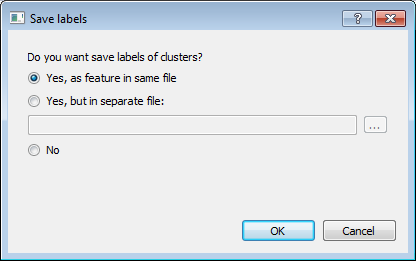 Save labels
Do you want save labels of clusters?
Yes, as feature in same file
Yes, but in separate file:
...
No
OK
Cancel